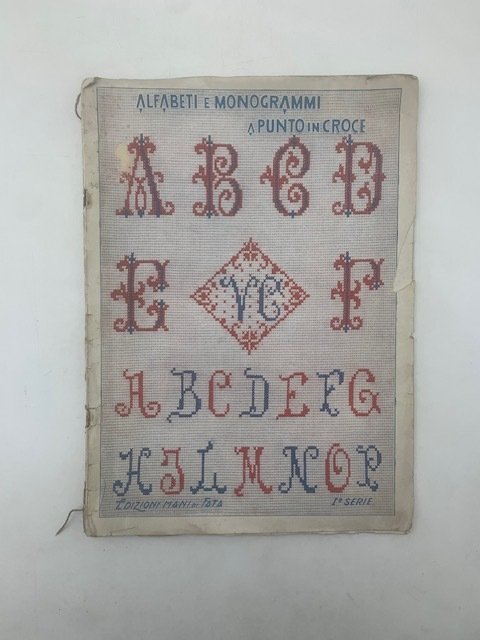 ALFABETI E MONOGRAMMI
A PUNTO IN CROCE
A B C D
E VC F
A B C D E F G
H I L M N O P
EDIZIONI MANI DI FATA 1ª SERIE